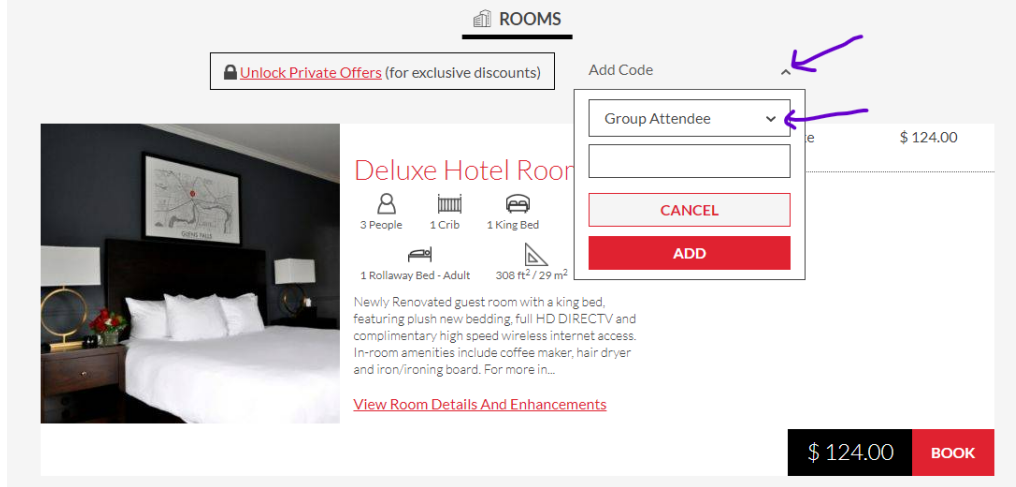 ROOMS
Unlock Private Offers (for exclusive discounts)
Add Code
Group Attendee
CANCEL
ADD
$ 124.00
GLENS FALLS
Deluxe Hotel Roo
3 People
1 Crib
1 King Bed
1 Rollaway Bed - Adult
308 ft² / 29 m²
Newly Renovated guest room with a king bed,
featuring plush new bedding, full HD DIRECTV and
complimentary high speed wireless internet access.
In-room amenities include coffee maker, hair dryer
and iron/ironing board. For more in...
View Room Details And Enhancements
$ 124.00
BOOK